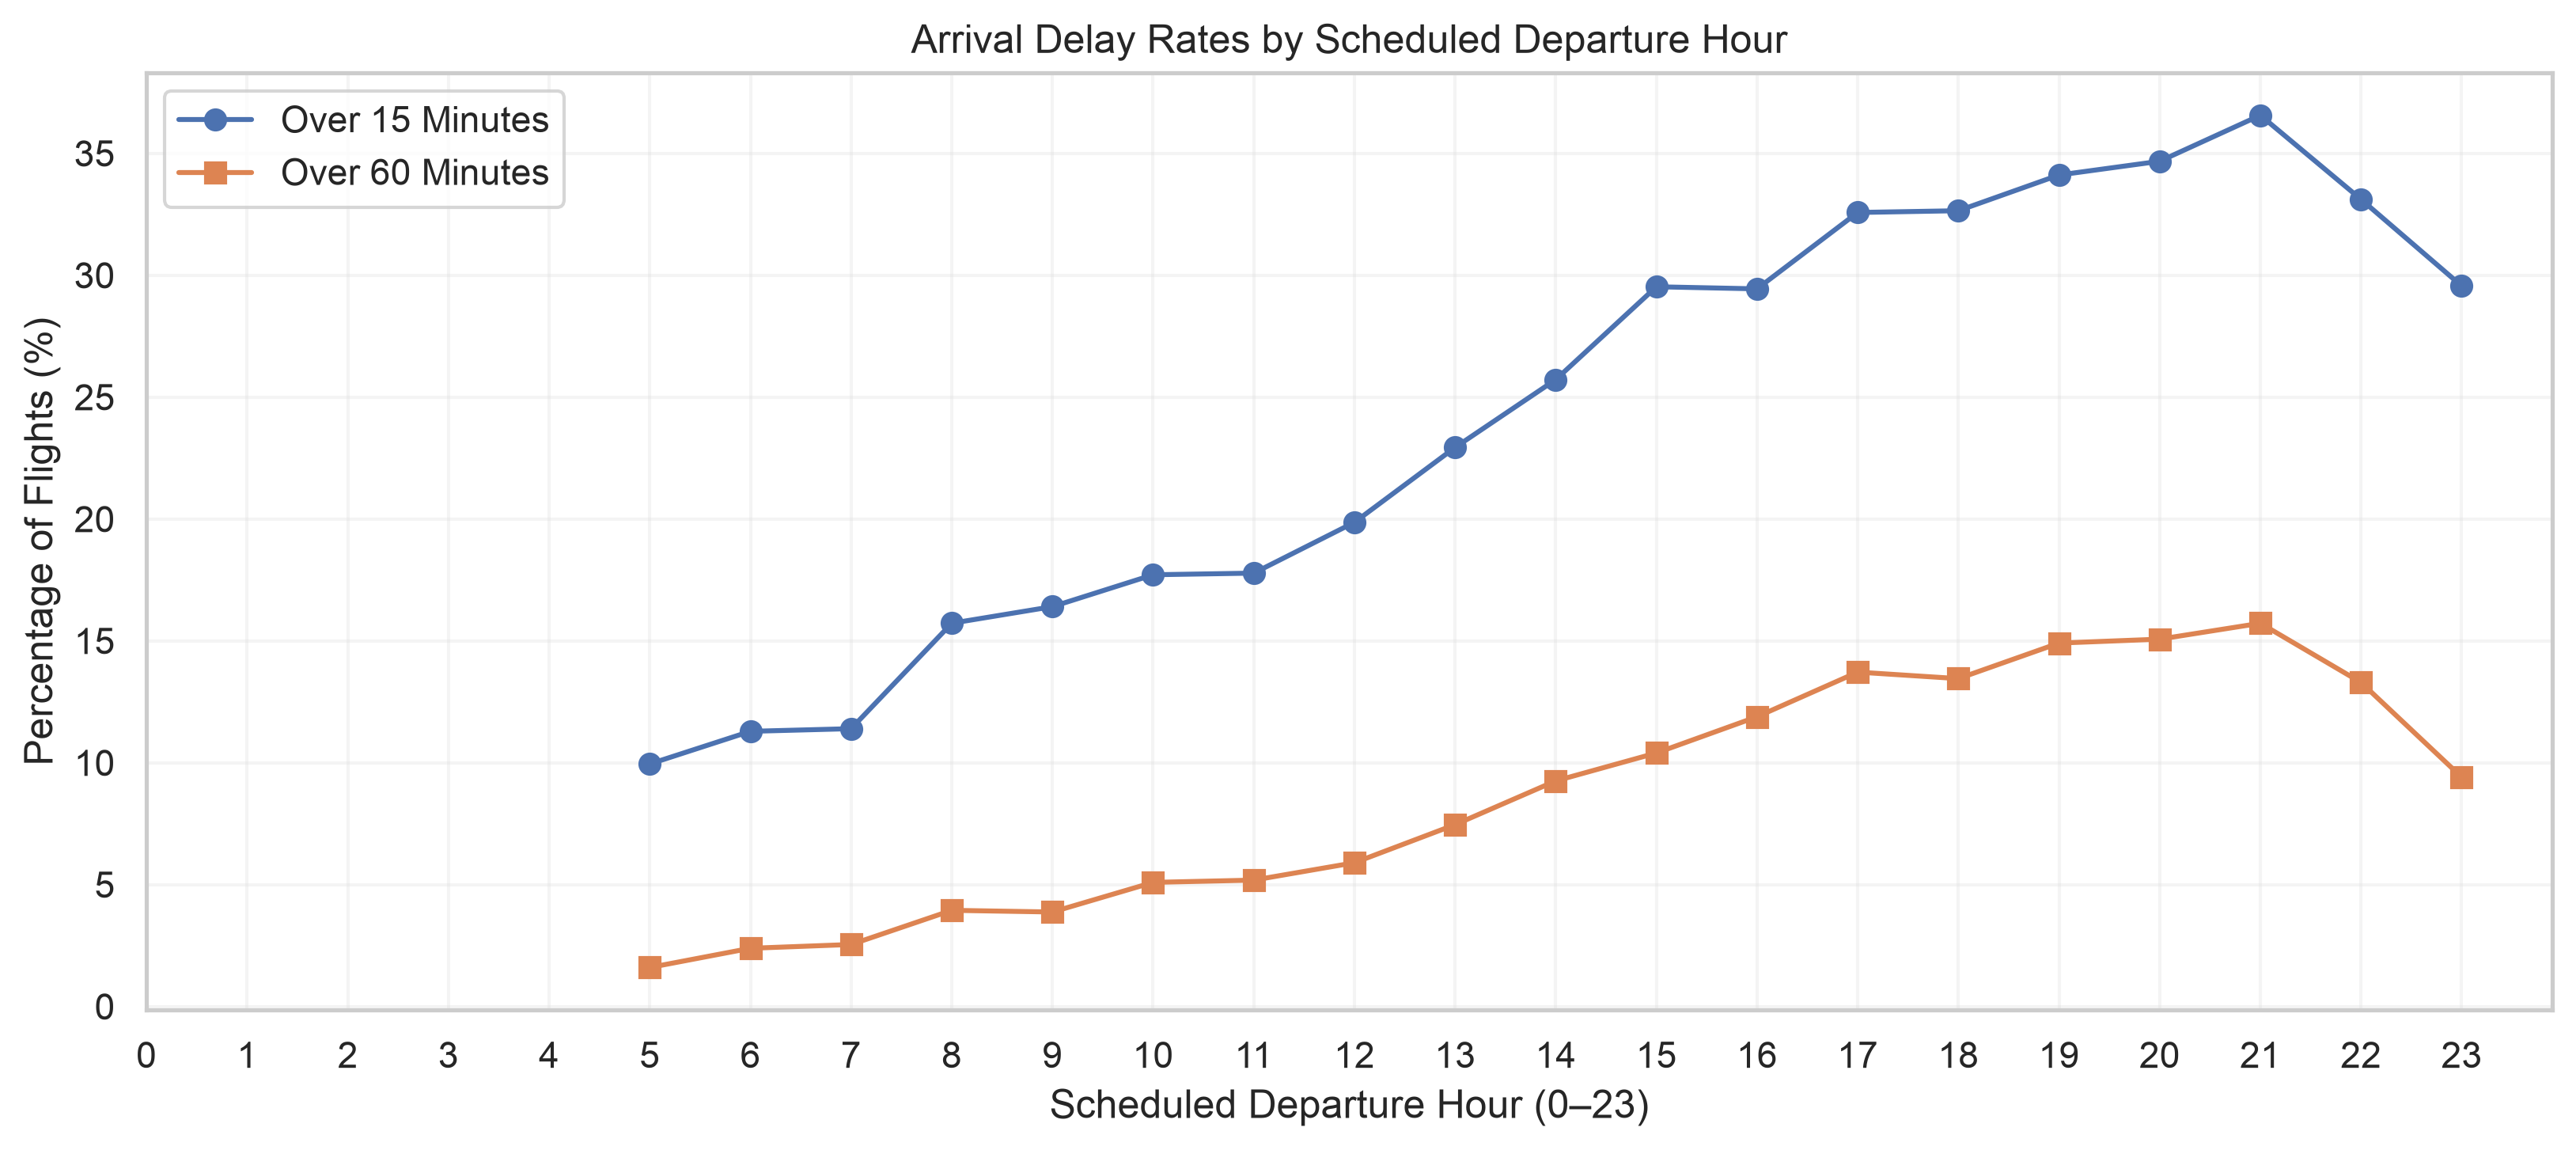 Arrival Delay Rates by Scheduled Departure Hour
Over 15 Minutes
Over 60 Minutes
Percentage of Flights (%)
35
30
25
20
15
10
5
0
0 1 2 3 4 5 6 7 8 9 10 11 12 13 14 15 16 17 18 19 20 21 22 23
Scheduled Departure Hour (0–23)